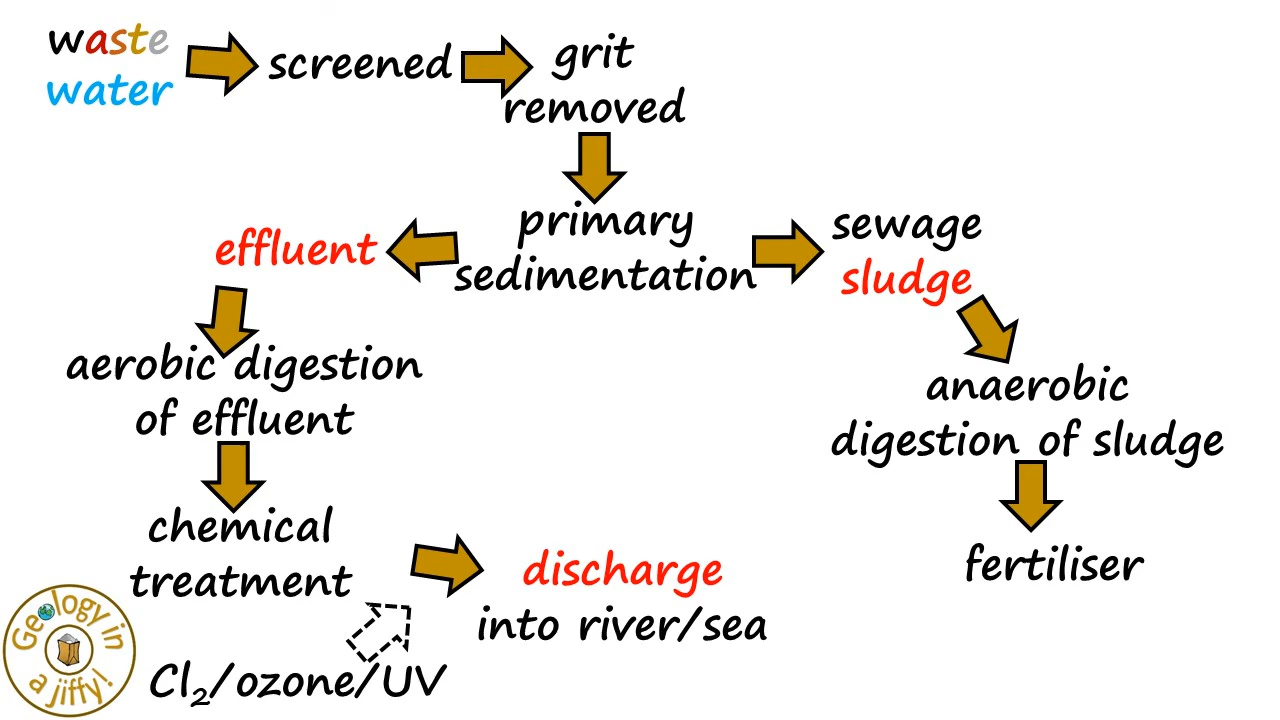 waste
water
screened
grit
removed
primary
sedimentation
effluent
sewage
sludge
aerobic digestion
of effluent
anaerobic
digestion of sludge
chemical
treatment
discharge
into river/sea
fertiliser
Cl₂/ozone/UV
Geology in
a jiffy!